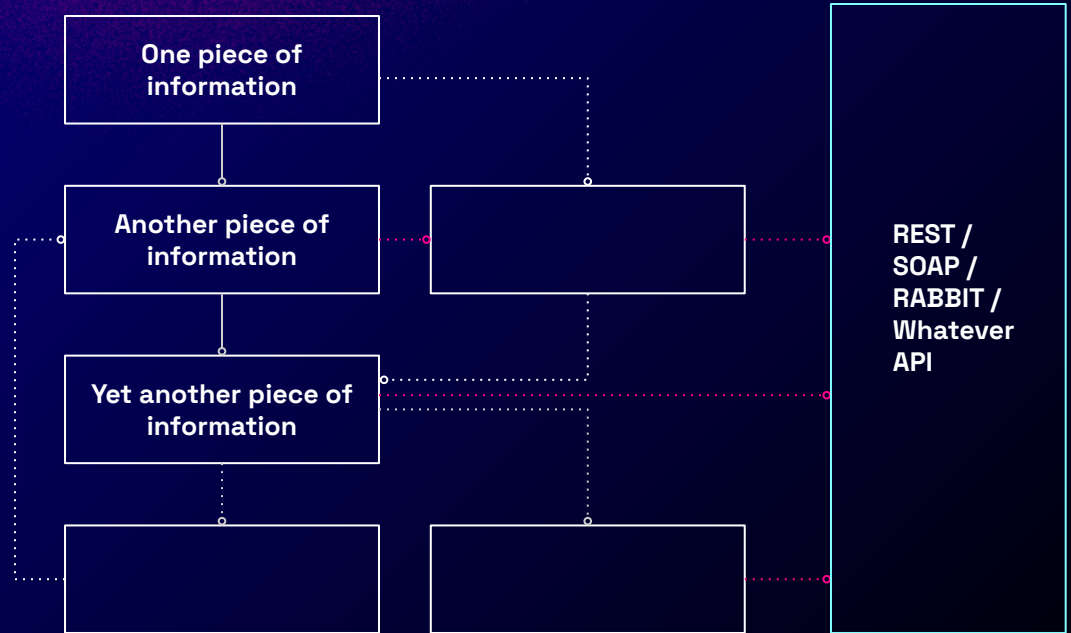 One piece of
information
Another piece of
information
Yet another piece of
information
REST /
SOAP /
RABBIT /
Whatever
API